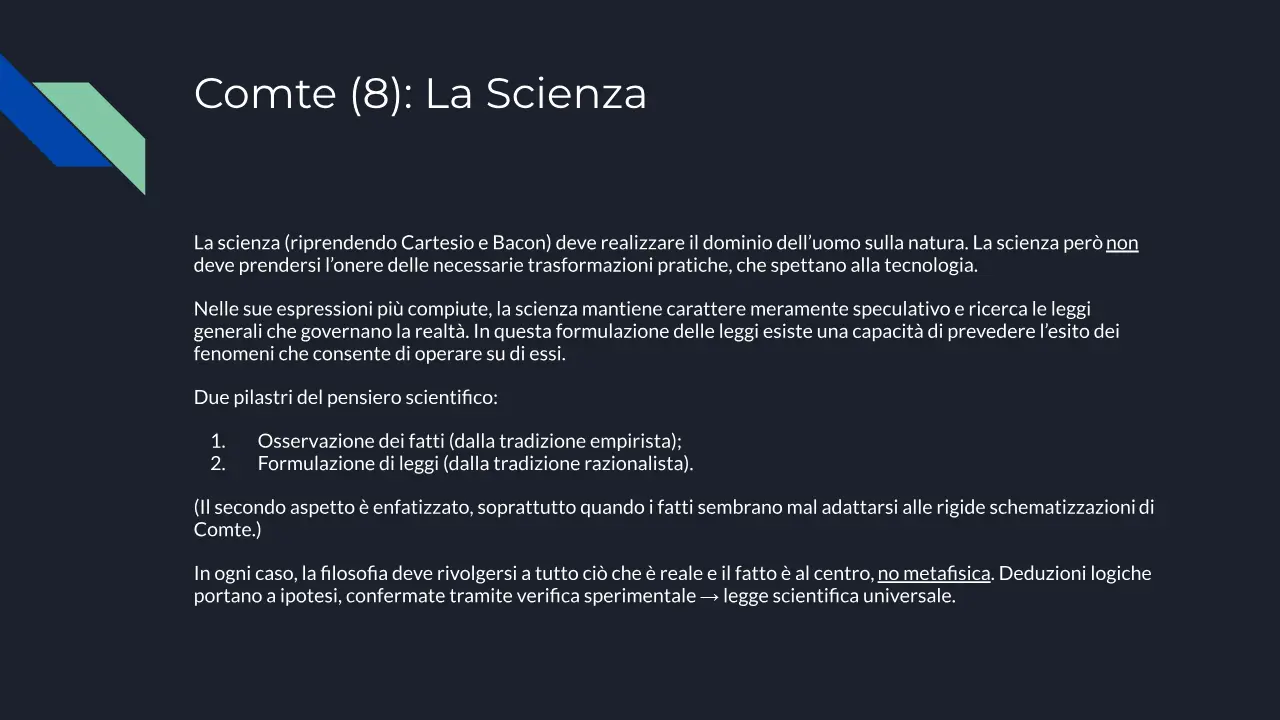 Comte (8): La Scienza
La scienza (riprendendo Cartesio e Bacon) deve realizzare il dominio dell’uomo sulla natura. La scienza però non
deve prendersi l’onere delle necessarie trasformazioni pratiche, che spettano alla tecnologia.
Nelle sue espressioni più compiute, la scienza mantiene carattere meramente speculativo e ricerca le leggi
generali che governano la realtà. In questa formulazione delle leggi esiste una capacità di prevedere l’esito dei
fenomeni che consente di operare su di essi.
Due pilastri del pensiero scientifico:
1. Osservazione dei fatti (dalla tradizione empirista);
2. Formulazione di leggi (dalla tradizione razionalista).
(Il secondo aspetto è enfatizzato, soprattutto quando i fatti sembrano mal adattarsi alle rigide schematizzazioni di
Comte.)
In ogni caso, la filosofia deve rivolgersi a tutto ciò che è reale e il fatto è al centro, no metafisica. Deduzioni logiche
portano a ipotesi, confermate tramite verifica sperimentale → legge scientifica universale.